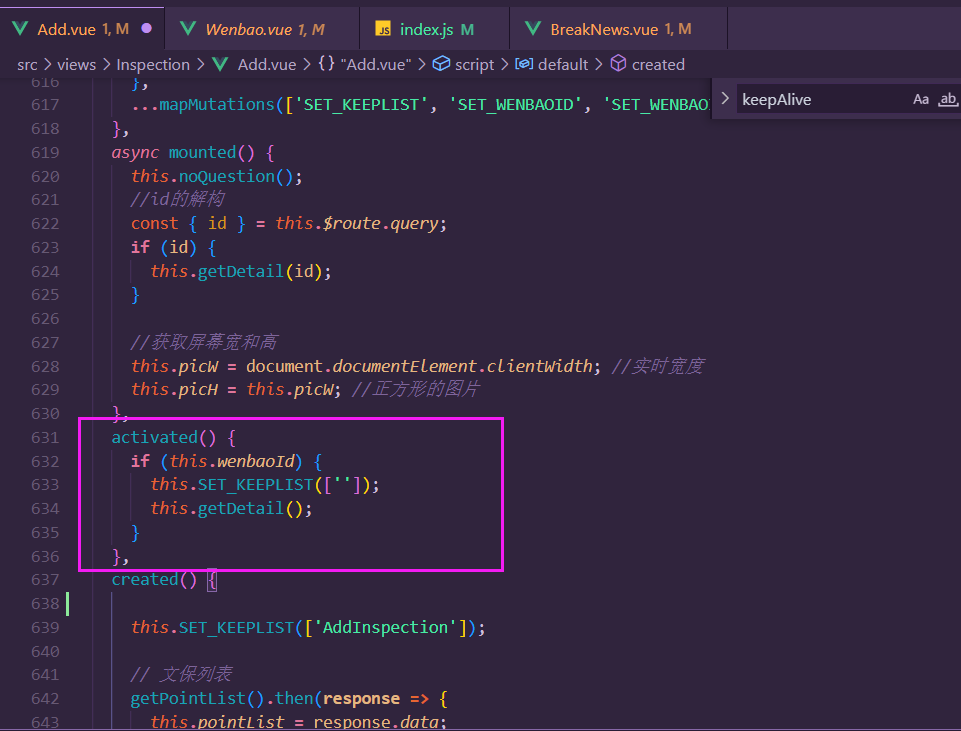 Add.vue 1, M
Wenbao.vue 1, M
JS index.js M
BreakNews.vue 1, M
src > views > Inspection > Add.vue > {} "Add.vue" > script > default > created
keepAlive Aa ab,
616 },
617 ...mapMutations(['SET_KEEPLIST', 'SET_WENBAOID', 'SET_WENBAO
618 },
619 async mounted() {
620 this.noQuestion();
621 //id的解构
622 const { id } = this.$route.query;
623 if (id) {
624 this.getDetail(id);
625 }
626
627 //获取屏幕宽和高
628 this.picW = document.documentElement.clientWidth; //实时宽度
629 this.picH = this.picW; //正方形的图片
630 },
631 activated() {
632 if (this.wenbaoId) {
633 this.SET_KEEPLIST(['']);
634 this.getDetail();
635 }
636 },
637 created() {
638
639 this.SET_KEEPLIST(['AddInspection']);
640
641 // 文保列表
642 getPointList().then(response => {
643 this.pointList = response.data;